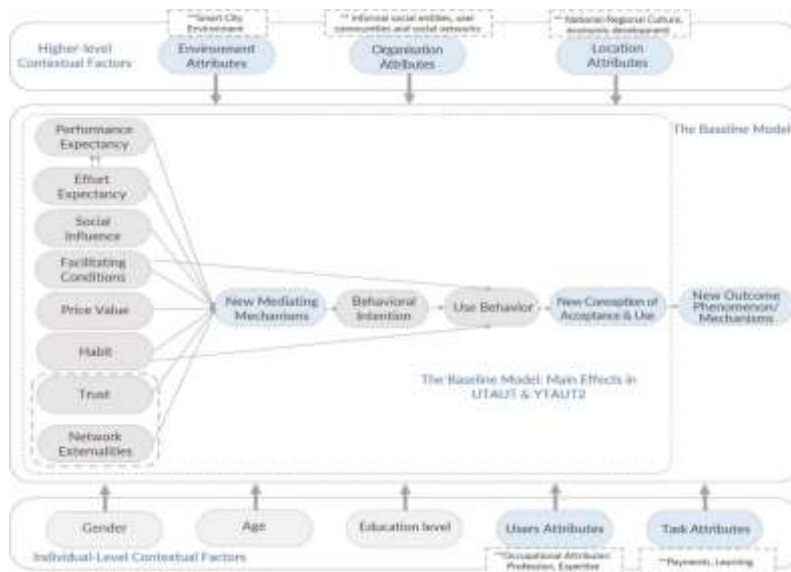 **Smart City
Environment
** Informal social entities, user
communities and social networks
** National-Regional Culture,
economic development
Higher-level
Contextual Factors
Environment
Attributes
Organisation
Attributes
Location
Attributes
The Baseline Model
Performance
Expectancy
Effort
Expectancy
Social
Influence
Facilitating
Conditions
Price Value
Habit
Trust
Network
Externalities
New Mediating
Mechanisms
Behavioral
Intention
Use Behavior
New Conception of
Acceptance & Use
New Outcome
Phenomenon/
Mechanisms
The Baseline Model: Main Effects in
UTAUT & YTAUT2
Gender
Age
Education level
Users Attributes
Task Attributes
Individual-Level Contextual Factors
**Occupational Attributes:
Profession, Expertise
**Payments, Learning